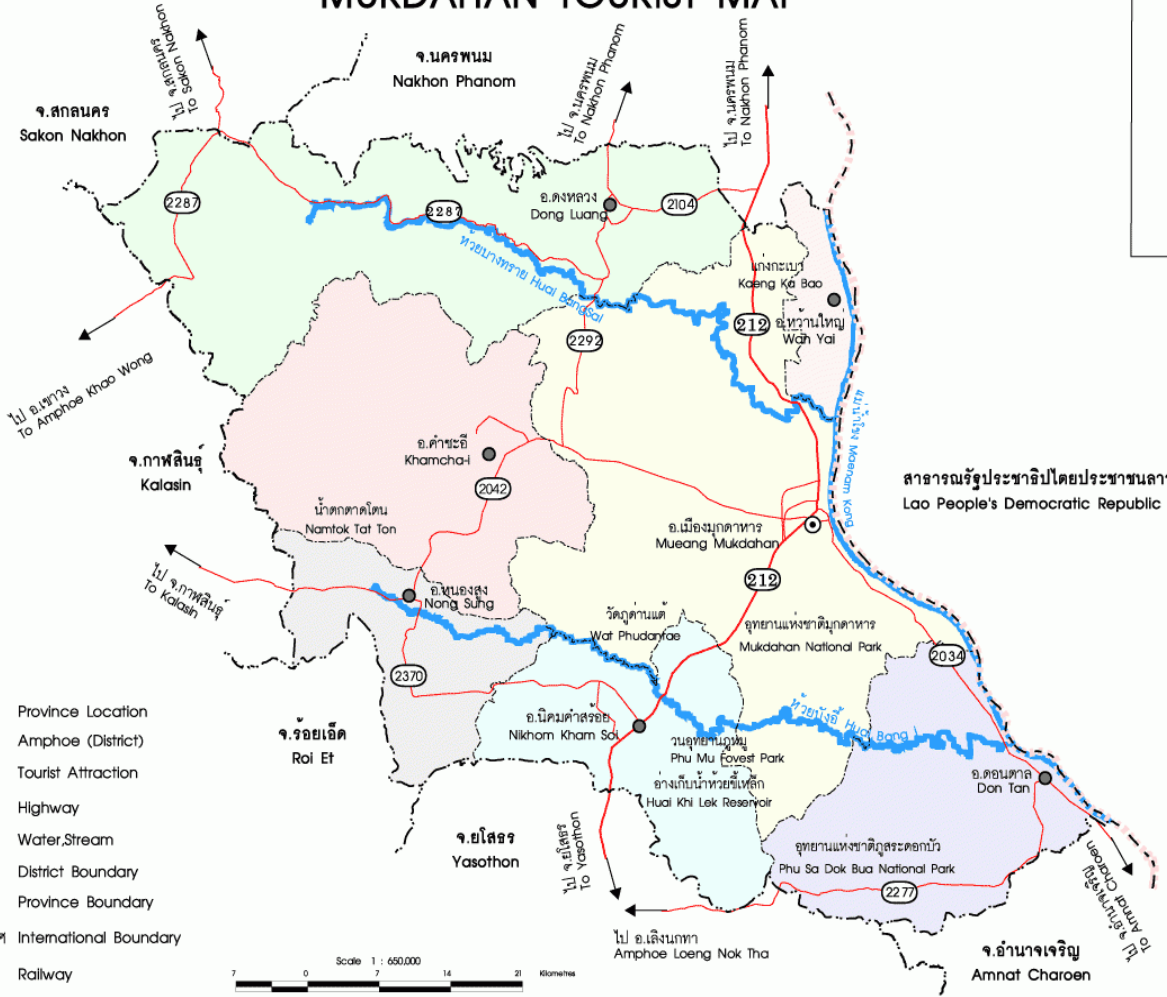 MUKDAHAN TOURIST MAP
ไป จ.สกลนคร
To Sakon Nakhon
จ.นครพนม
Nakhon Phanom
ไป จ.นครพนม
To Nakhon Phanom
ไป จ.นครพนม
To Nakhon Phanom
จ.สกลนคร
Sakon Nakhon
2287
2287
อ.ดงหลวง
Dong Luang
2104
ห้วยบางทราย Huai BangSai
แก่งกะเบา
Kaeng Ka Bao
212
อ.หว้านใหญ่
Wan Yai
2292
ไป อ.เขาวง
To Amphoe Khao Wong
แม่น้ำโขง Maenam Kong
อ.คำชะอี
Khamcha-i
จ.กาฬสินธุ์
Kalasin
2042
สาธารณรัฐประชาธิปไตยประชาชนลาว
Lao People's Democratic Republic
น้ำตกตาดโตน
Namtok Tat Ton
อ.เมืองมุกดาหาร
Mueang Mukdahan
ไป จ.กาฬสินธุ์
To Kalasin
อ.หนองสูง
Nong Sung
212
วัดภูด่านแต้
Wat Phudantae
อุทยานแห่งชาติมุกดาหาร
Mukdahan National Park
2034
2370
ห้วยบังอี้ Huai Bang I
อ.นิคมคำสร้อย
Nikhom Kham Soi
วนอุทยานภูหมู
Phu Mu Fovest Park
อ่างเก็บน้ำห้วยขี้เหล็ก
Huai Khi Lek Reservoir
อ.ดอนตาล
Don Tan
จ.ร้อยเอ็ด
Roi Et
จ.ยโสธร
Yasothon
ไป จ.ยโสธร
To Yasothon
อุทยานแห่งชาติภูสระดอกบัว
Phu Sa Dok Bua National Park
2277
ไป จ.อำนาจเจริญ
To Amnat Charoen
ไป อ.เลิงนกทา
Amphoe Loeng Nok Tha
จ.อำนาจเจริญ
Amnat Charoen
Province Location
Amphoe (District)
Tourist Attraction
Highway
Water,Stream
District Boundary
Province Boundary
International Boundary
Railway
Scale 1 : 650,000
7 0 7 14 21 Kilometres